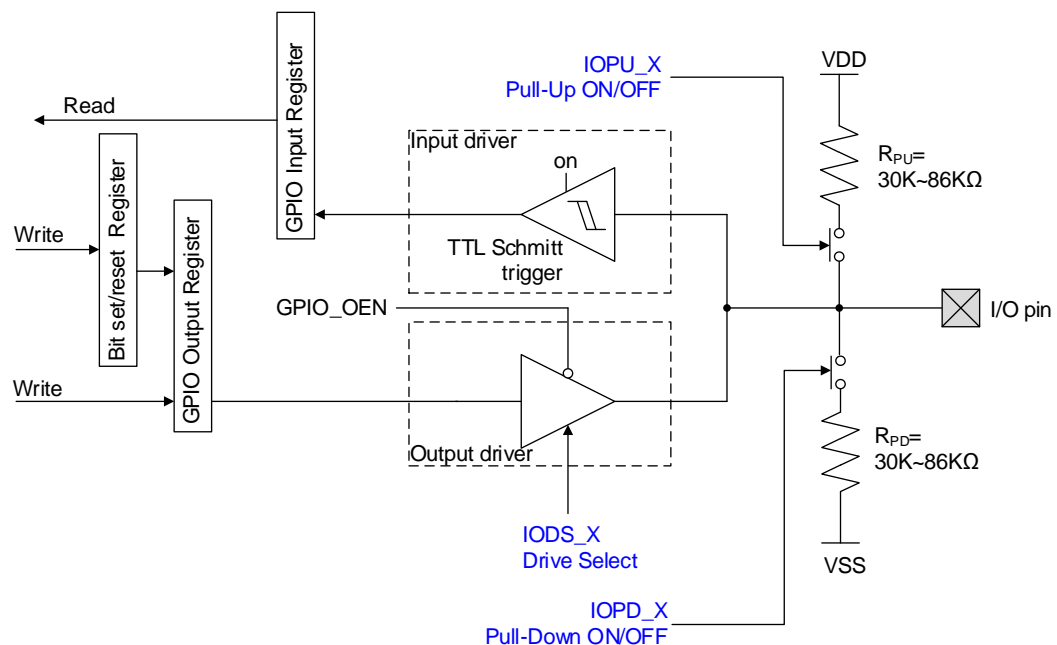 IOPU_X
Pull-Up ON/OFF
VDD
Read
GPIO Input Register
Input driver
on
R_PU=
30K~86KΩ
Write
Bit set/reset Register
TTL Schmitt
trigger
GPIO_OEN
I/O pin
Write
GPIO Output Register
Output driver
R_PD=
30K~86KΩ
IODS_X
Drive Select
VSS
IOPD_X
Pull-Down ON/OFF